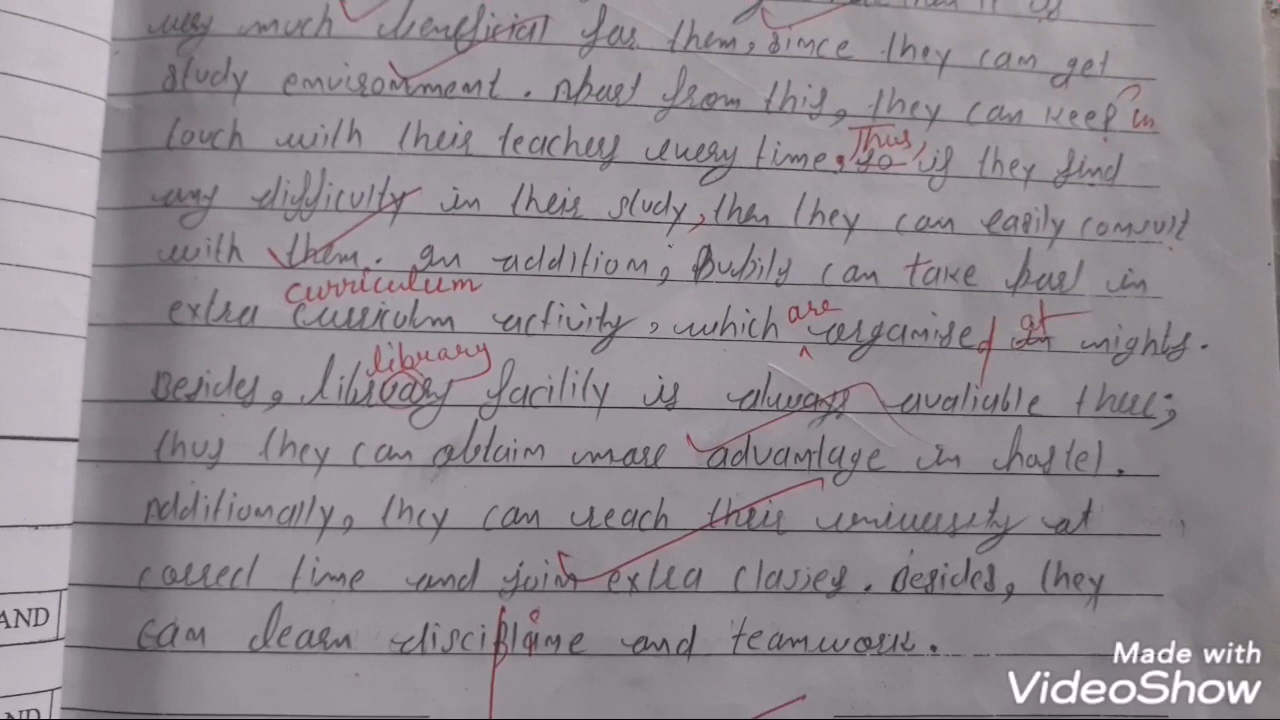 it is
very much beneficial for them, since they can get
study environment. Apart from this, they can keep in
touch with their teachers every time. Thus, so if they find
any difficulty in their study, then they can easily consult
with them. In addition, Pupils can take part in
curriculum
extra curriculm activity, which are organised at nights.
library
Besides, library facility is always avaliable there;
thus they can obtain more advantage in hostel.
Additionally, they can reach their university at
correct time and join extra classes. Besides, they
AND
can learn discipline and teamwork.
Made with
VideoShow
ND